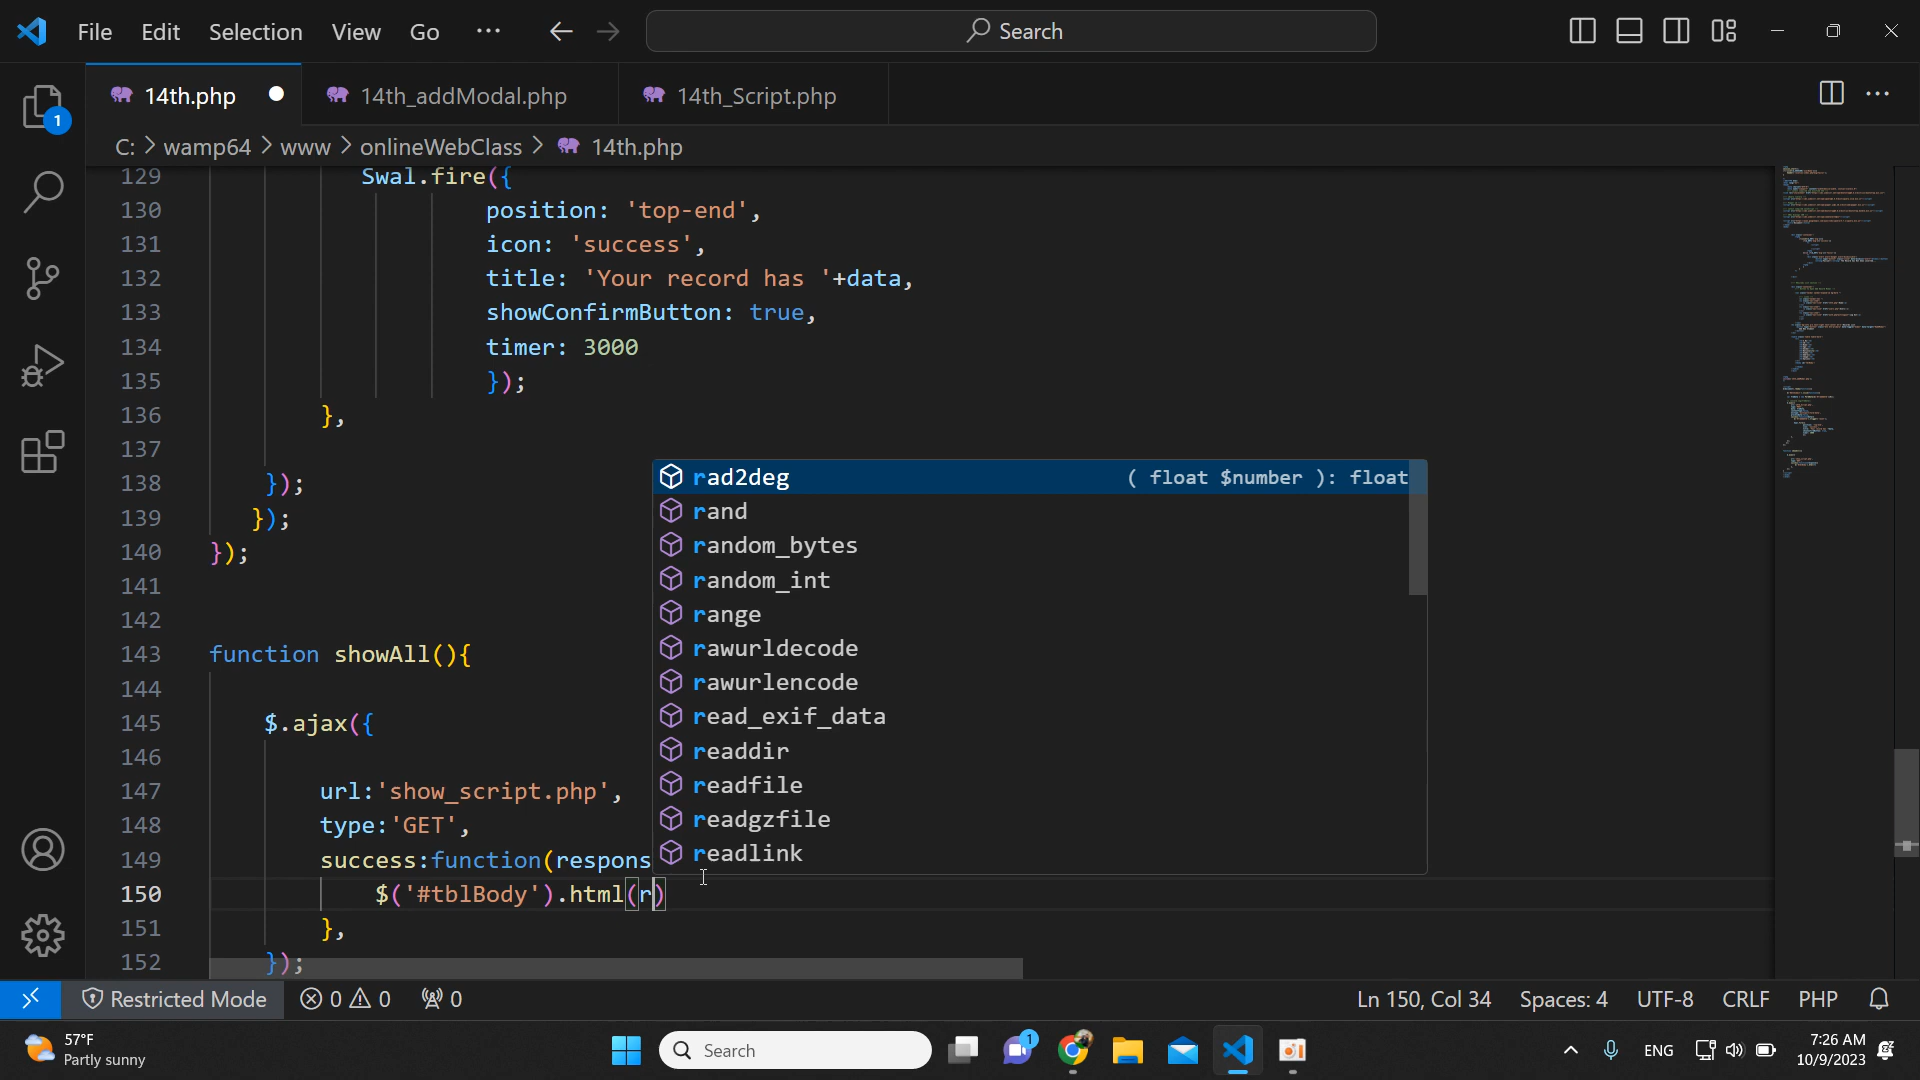 File Edit Selection View Go ··· Search
1
14th.php 14th_addModal.php 14th_Script.php
C: > wamp64 > www > onlineWebClass > 14th.php
129 Swal.fire({
130 position: 'top-end',
131 icon: 'success',
132 title: 'Your record has '+data,
133 showConfirmButton: true,
134 timer: 3000
135 });
136 },
137
138 });
139 });
140 });
141
142
143 function showAll(){
144
145 $.ajax({
146
147 url:'show_script.php',
148 type:'GET',
149 success:function(respons
150 $('#tblBody').html(r)
151 },
152 });
rad2deg ( float $number ): float
rand
random_bytes
random_int
range
rawurldecode
rawurlencode
read_exif_data
readdir
readfile
readgzfile
readlink
Restricted Mode 0 0 0 Ln 150, Col 34 Spaces: 4 UTF-8 CRLF PHP
57°F
Partly sunny
Search
1
ENG
7:26 AM
10/9/2023